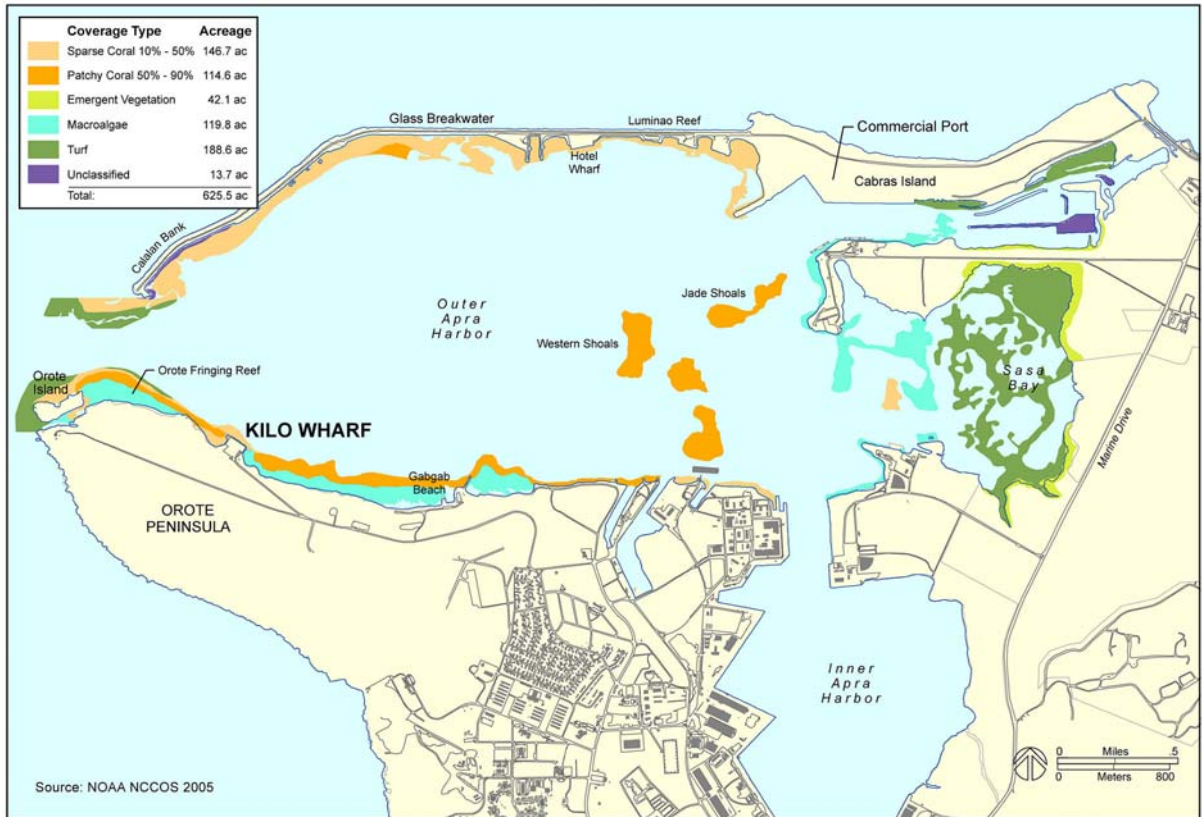 Coverage Type Acreage
Sparse Coral 10% - 50% 146.7 ac
Patchy Coral 50% - 90% 114.6 ac
Emergent Vegetation 42.1 ac
Macroalgae 119.8 ac
Turf 188.6 ac
Unclassified 13.7 ac
Total: 625.5 ac
Glass Breakwater
Luminao Reef
Commercial Port
Hotel
Wharf
Cabras Island
Calalan Bank
Outer
Apra
Harbor
Jade Shoals
Western Shoals
Sasa
Bay
Orote
Island
Orote Fringing Reef
KILO WHARF
Gabgab
Beach
Marine Drive
OROTE
PENINSULA
Inner
Apra
Harbor
0 Miles .5
0 Meters 800
Source: NOAA NCCOS 2005